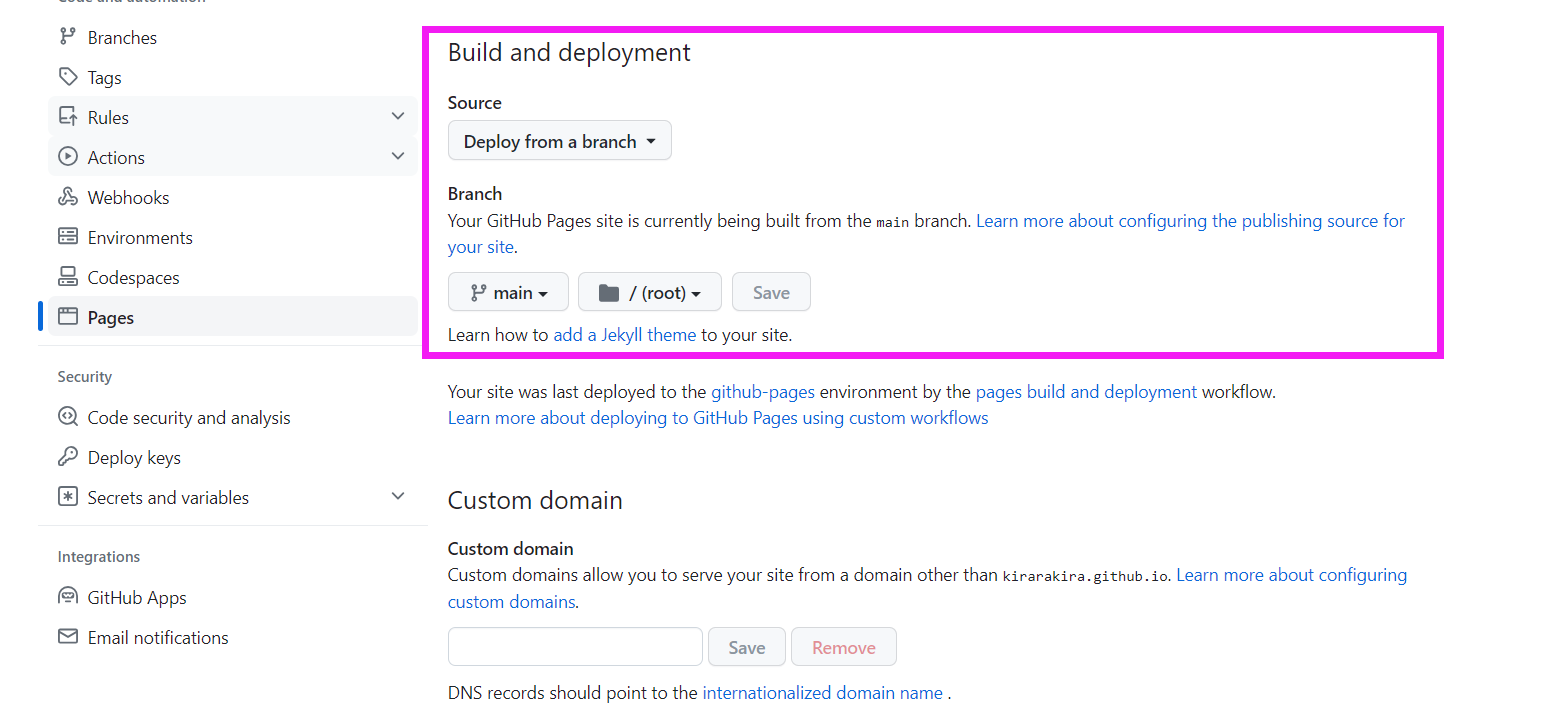 Code and automation
Branches
Tags
Rules
Actions
Webhooks
Environments
Codespaces
Pages
Security
Code security and analysis
Deploy keys
Secrets and variables
Integrations
GitHub Apps
Email notifications
Build and deployment
Source
Deploy from a branch
Branch
Your GitHub Pages site is currently being built from the main branch. Learn more about configuring the publishing source for
your site.
main / (root) Save
Learn how to add a Jekyll theme to your site.
Your site was last deployed to the github-pages environment by the pages build and deployment workflow.
Learn more about deploying to GitHub Pages using custom workflows
Custom domain
Custom domain
Custom domains allow you to serve your site from a domain other than kirarakira.github.io. Learn more about configuring
custom domains.
Save Remove
DNS records should point to the internationalized domain name .